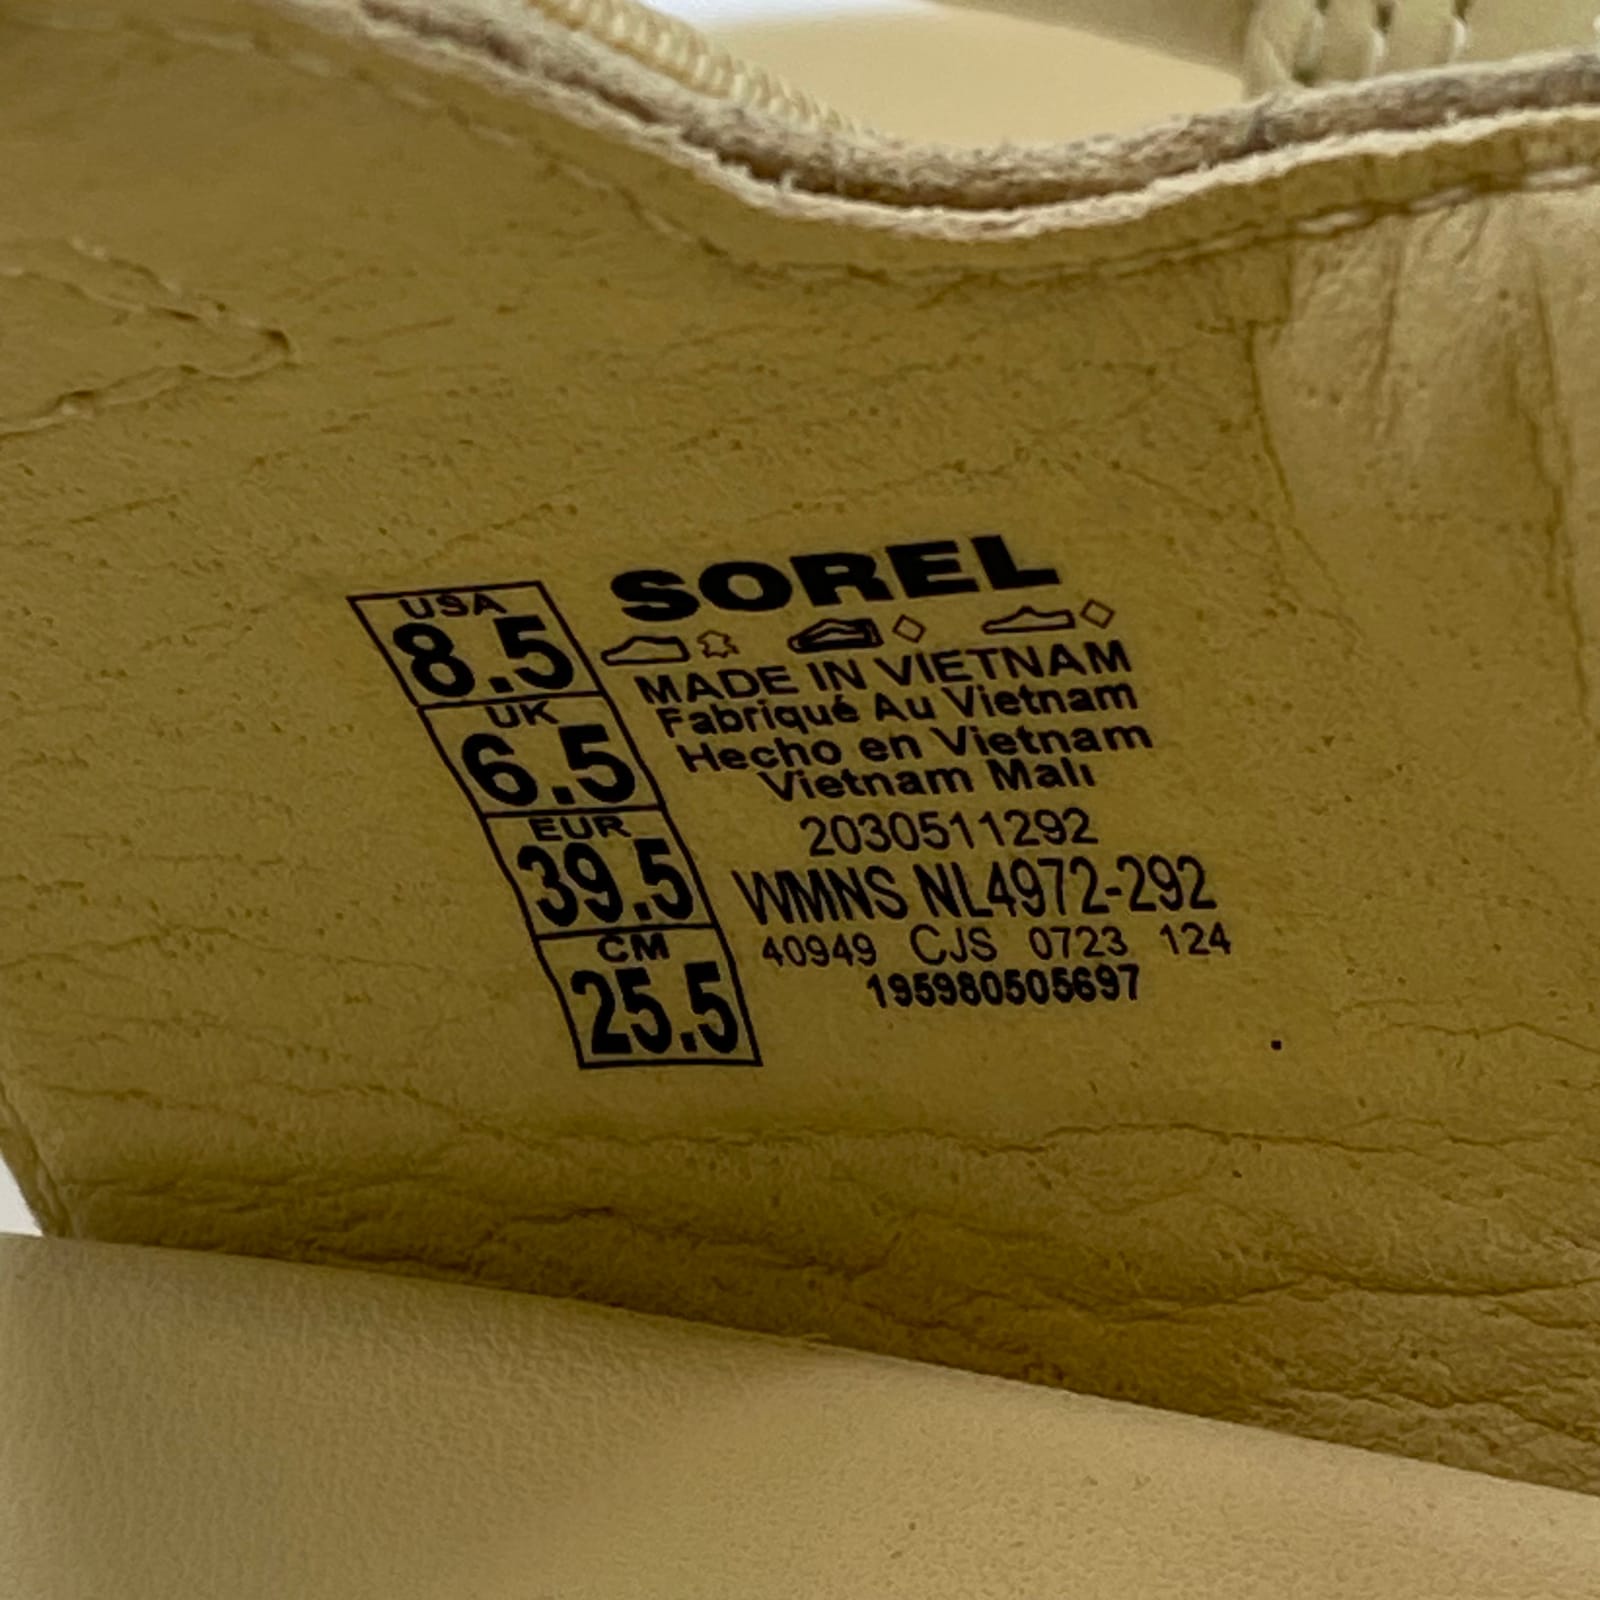 SOREL
USA
8.5
UK
6.5
EUR
39.5
CM
25.5
MADE IN VIETNAM
Fabriqué Au Vietnam
Hecho en Vietnam
Vietnam Malı
2030511292
WMNS NL4972-292
40949 CJS 0723 124
195980505697